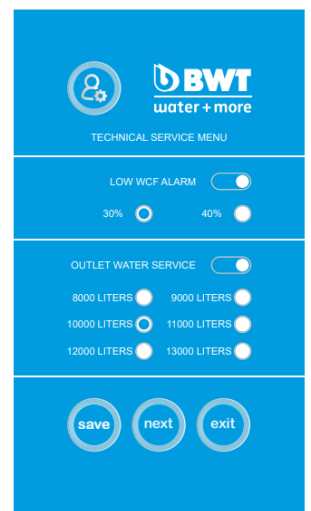 BWT
water + more
TECHNICAL SERVICE MENU
LOW WCF ALARM
30% 40%
OUTLET WATER SERVICE
8000 LITERS 9000 LITERS
10000 LITERS 11000 LITERS
12000 LITERS 13000 LITERS
save next exit